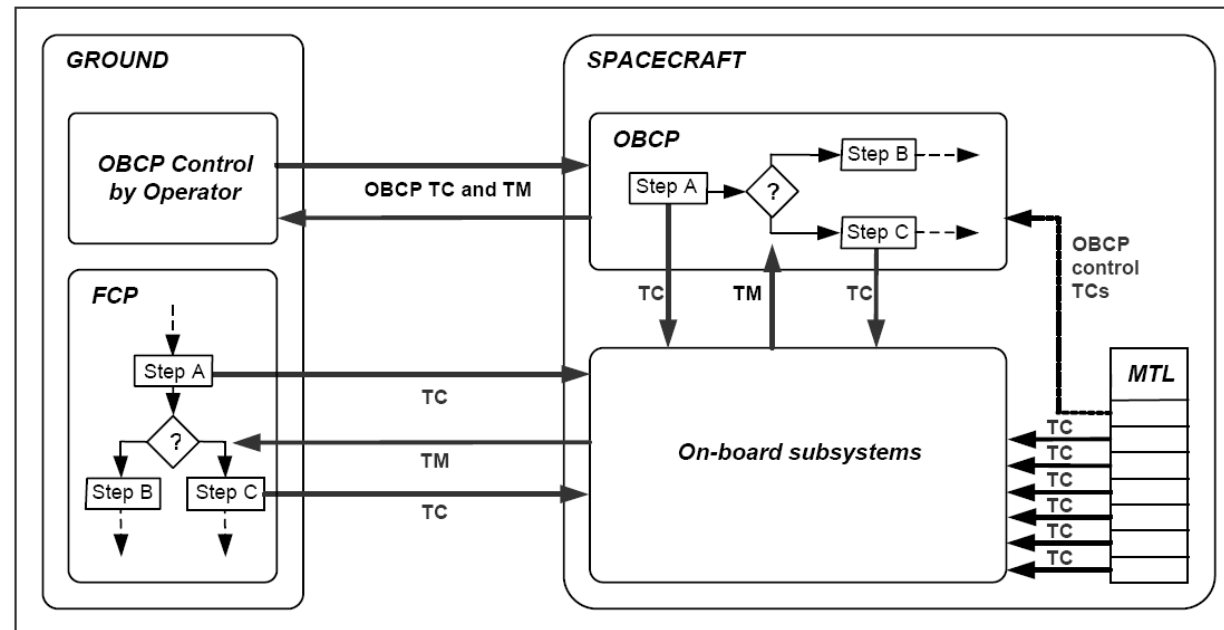 GROUND
SPACECRAFT
OBCP Control
by Operator
OBCP TC and TM
OBCP
Step A
?
Step B
Step C
OBCP
control
TCs
TC
TM
TC
FCP
Step A
?
Step B
Step C
TC
TM
TC
On-board subsystems
MTL
TC
TC
TC
TC
TC
TC